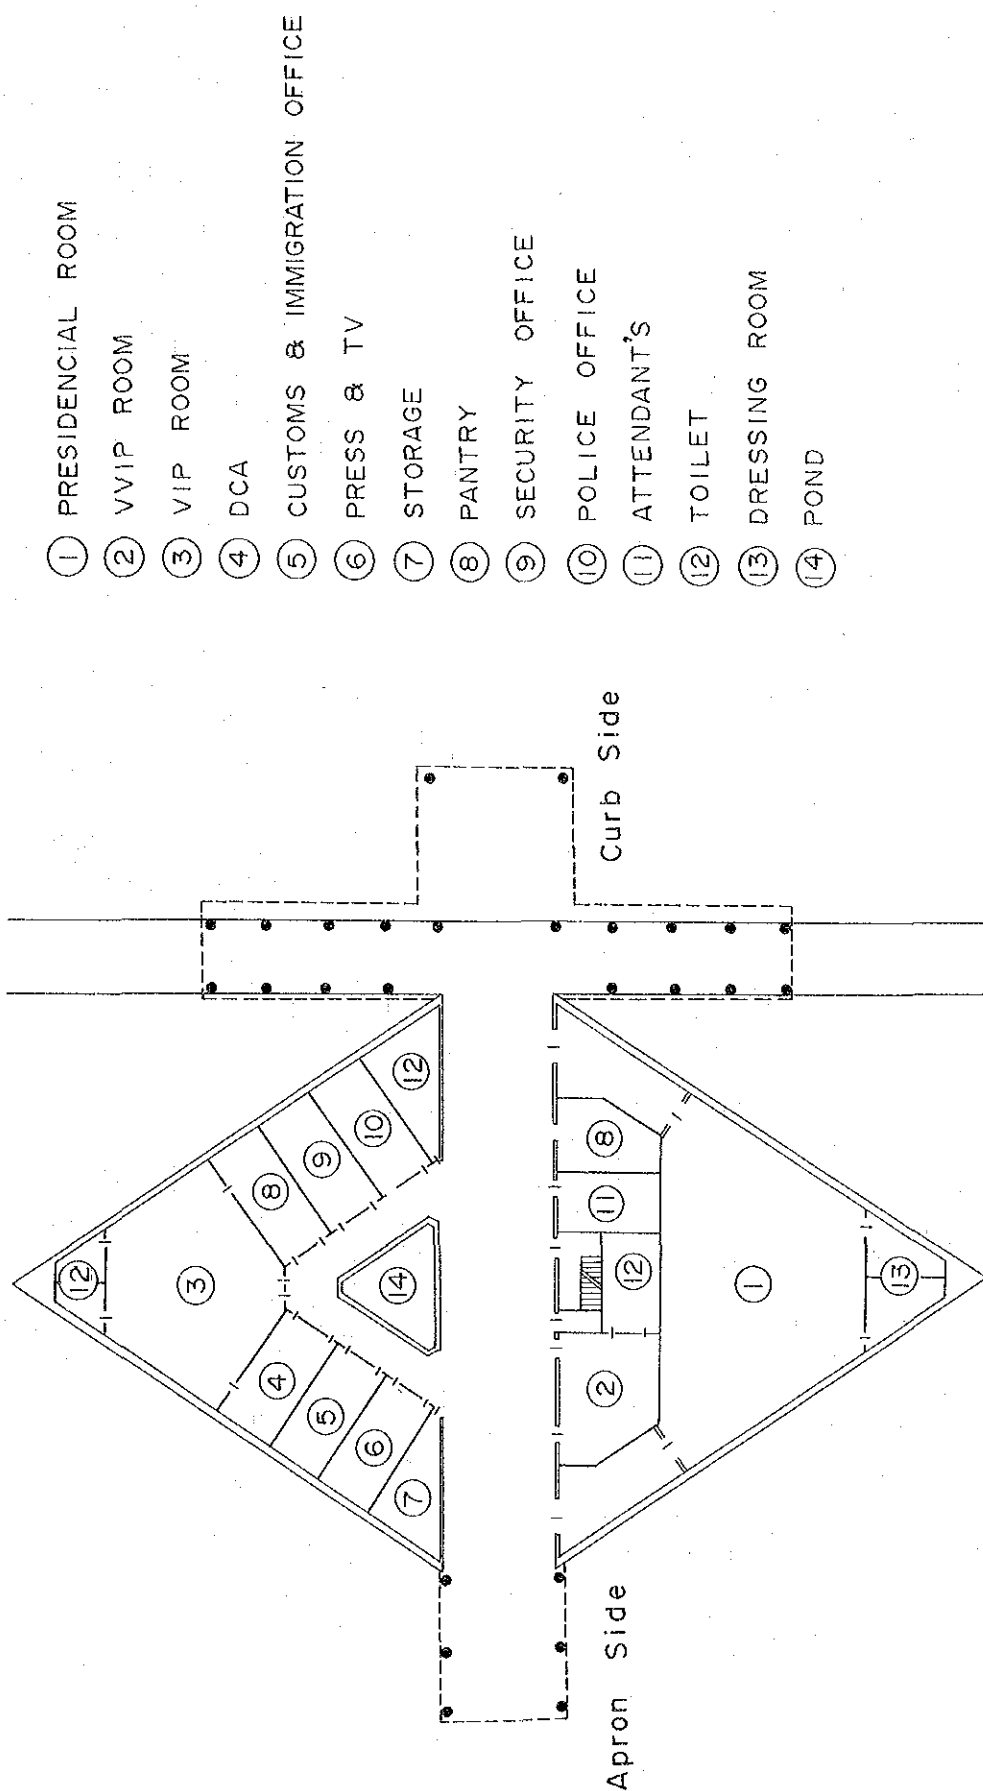 12
3
4 8
5 9
6 10
14
7 12
2 12 11 8
Apron Side
Curb Side
1
13
1 PRESIDENCIAL ROOM
2 VVIP ROOM
3 VIP ROOM
4 DCA
5 CUSTOMS & IMMIGRATION OFFICE
6 PRESS & TV
7 STORAGE
8 PANTRY
9 SECURITY OFFICE
10 POLICE OFFICE
11 ATTENDANT'S
12 TOILET
13 DRESSING ROOM
14 POND